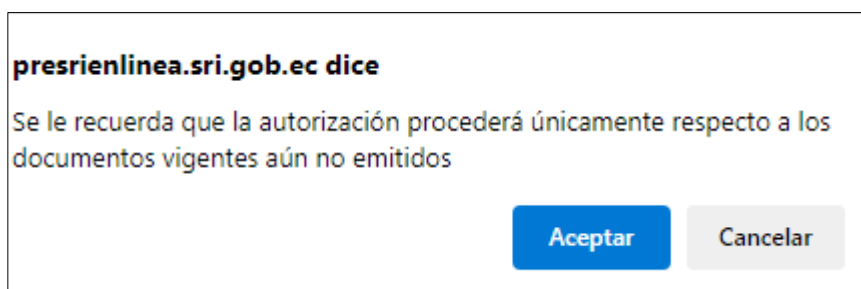 presrienlinea.sri.gob.ec dice
Se le recuerda que la autorización procederá únicamente respecto a los
documentos vigentes aún no emitidos
Aceptar
Cancelar